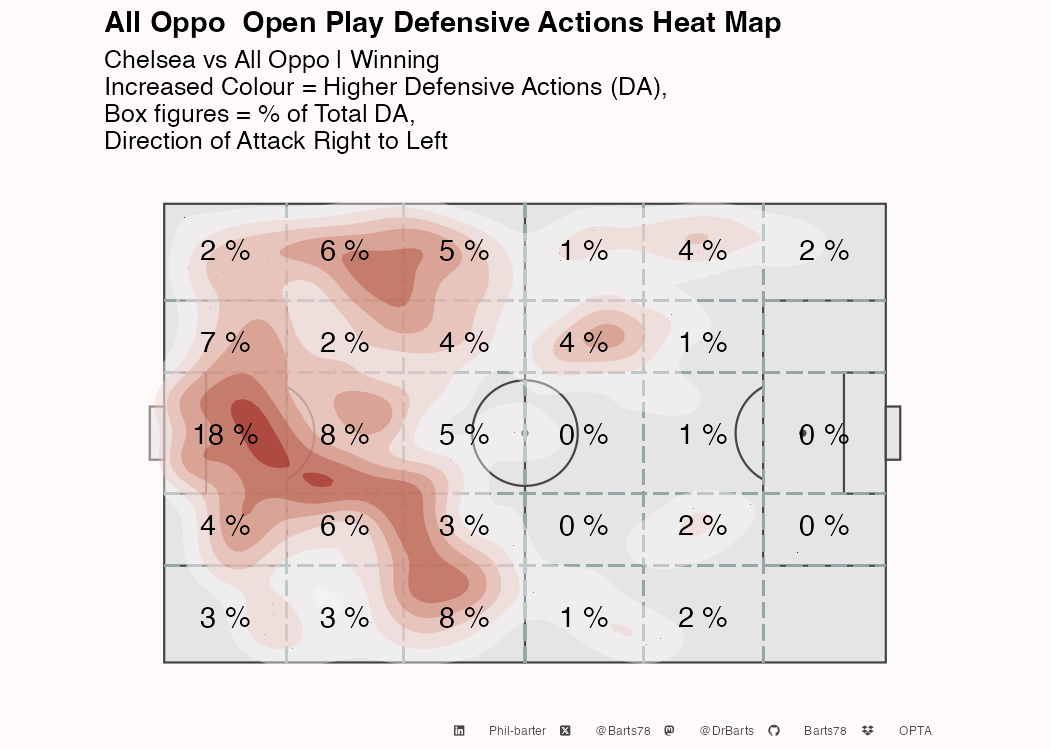 All Oppo  Open Play Defensive Actions Heat Map
Chelsea vs All Oppo | Winning
Increased Colour = Higher Defensive Actions (DA),
Box figures = % of Total DA,
Direction of Attack Right to Left
2 % 6 % 5 % 1 % 4 % 2 %
7 % 2 % 4 % 4 % 1 %
18 % 8 % 5 % 0 % 1 % 0 %
4 % 6 % 3 % 0 % 2 % 0 %
3 % 3 % 8 % 1 % 2 %
Phil-barter @Barts78 @DrBarts Barts78 OPTA